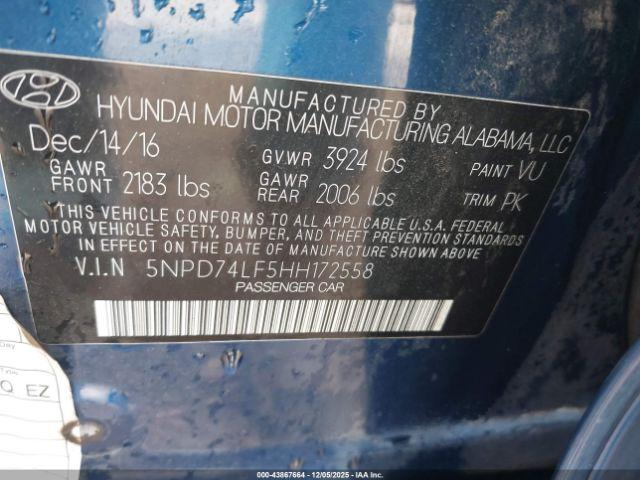 MANUFACTURED BY
HYUNDAI MOTOR MANUFACTURING ALABAMA, LLC
Dec/14/16
GVWR 3924 lbs
PAINT VU
GAWR FRONT 2183 lbs
GAWR REAR 2006 lbs
TRIM PK
THIS VEHICLE CONFORMS TO ALL APPLICABLE U.S.A. FEDERAL
MOTOR VEHICLE SAFETY, BUMPER, AND THEFT PREVENTION STANDARDS
IN EFFECT ON THE DATE OF MANUFACTURE SHOWN ABOVE.
V.I.N 5NPD74LF5HH172558
PASSENGER CAR
Day
Type
Q EZ
000-43867664 | 12/05/2025 | IAA Inc.